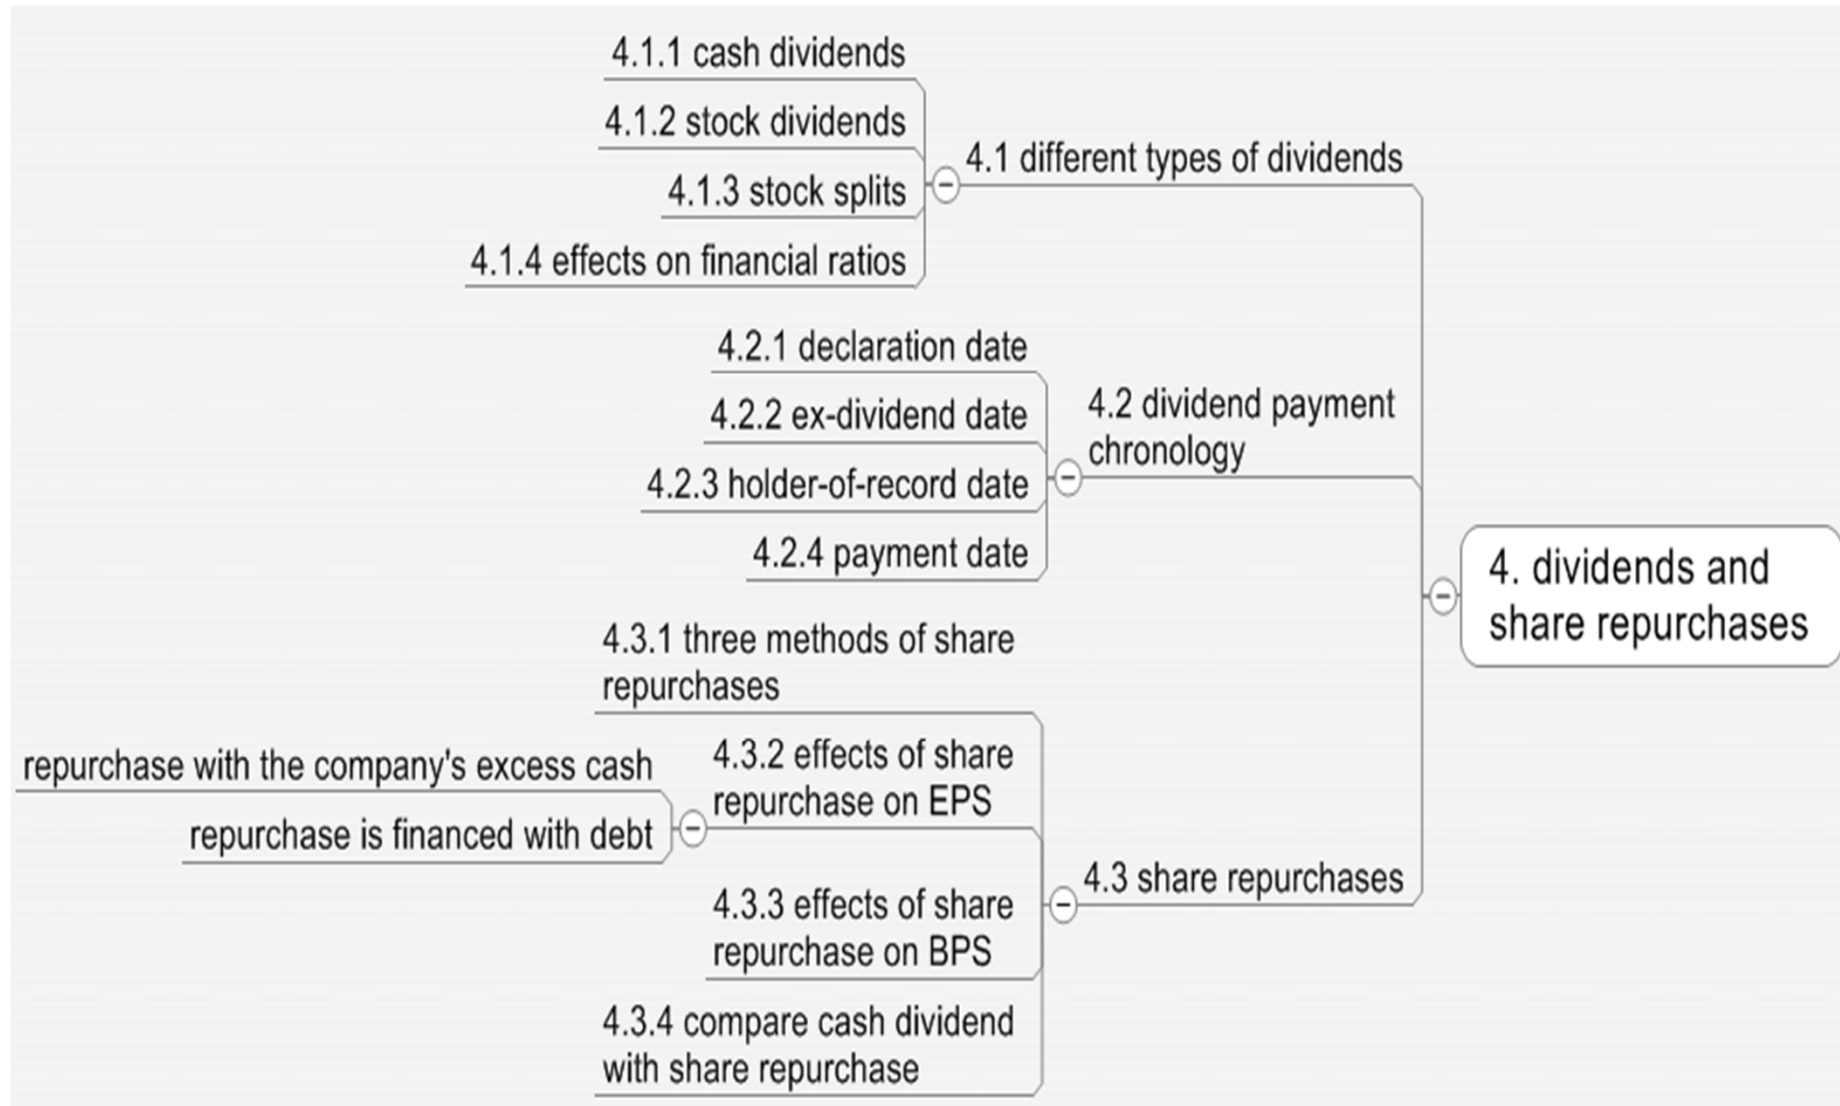 4. dividends and
share repurchases
4.1 different types of dividends
4.1.1 cash dividends
4.1.2 stock dividends
4.1.3 stock splits
4.1.4 effects on financial ratios
4.2 dividend payment
chronology
4.2.1 declaration date
4.2.2 ex-dividend date
4.2.3 holder-of-record date
4.2.4 payment date
4.3 share repurchases
4.3.1 three methods of share
repurchases
4.3.2 effects of share
repurchase on EPS
repurchase with the company's excess cash
repurchase is financed with debt
4.3.3 effects of share
repurchase on BPS
4.3.4 compare cash dividend
with share repurchase